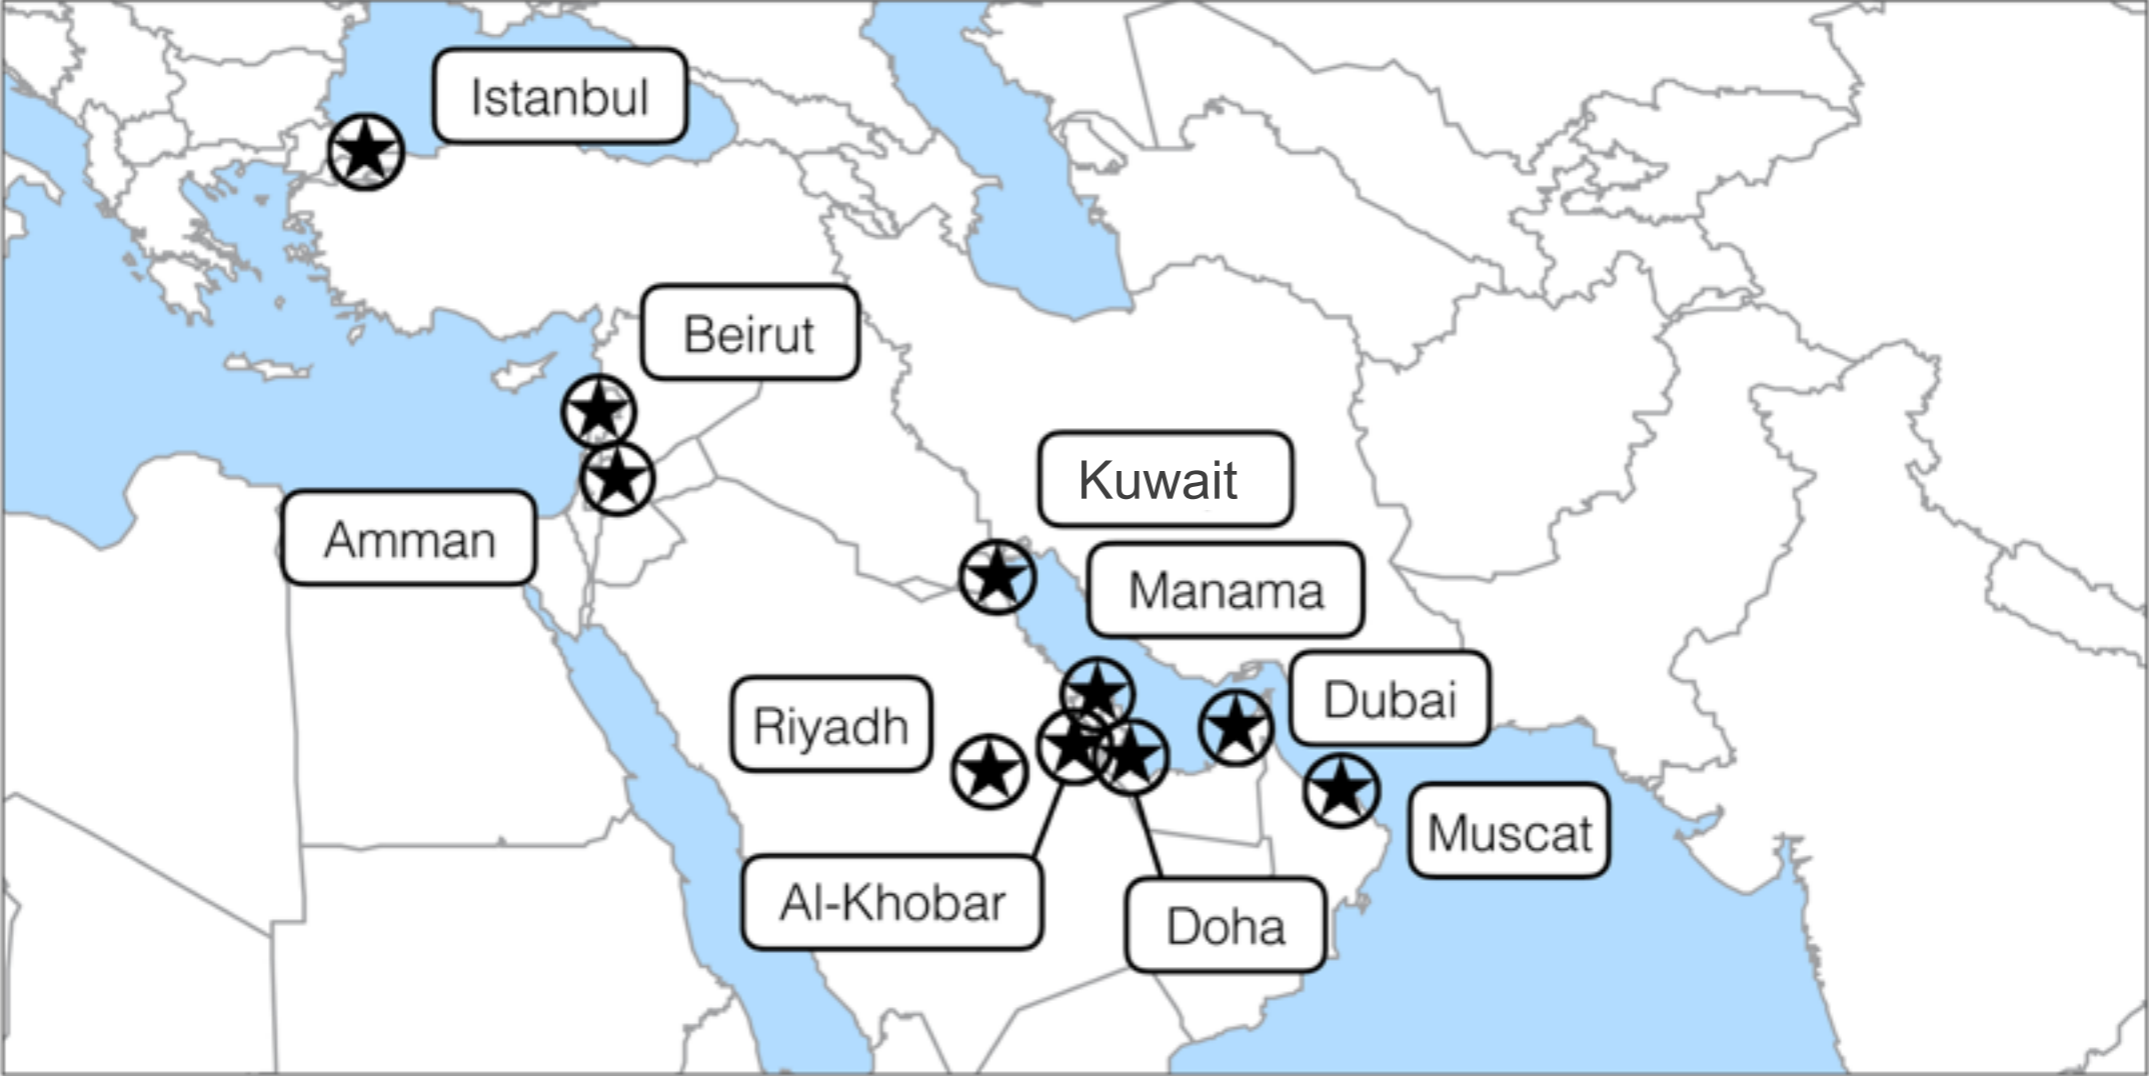 Istanbul
Beirut
Kuwait
Amman
Manama
Dubai
Riyadh
Muscat
Al-Khobar
Doha